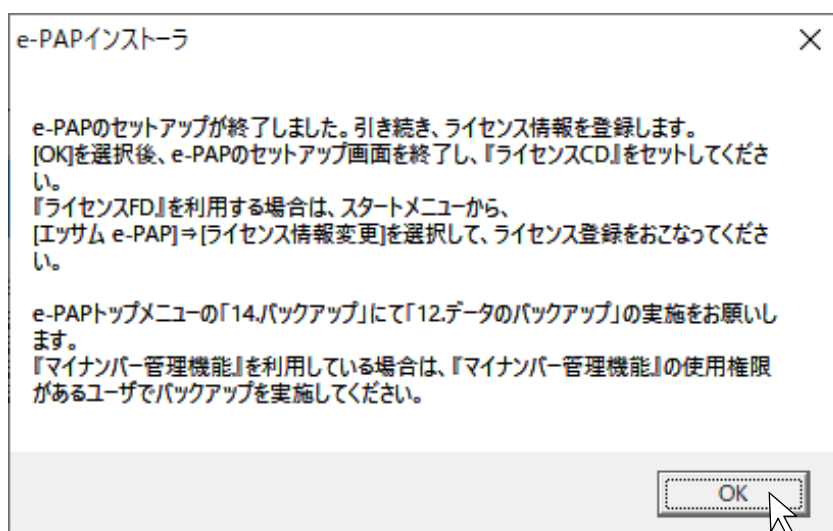 e-PAPインストーラ
e-PAPのセットアップが終了しました。引き続き、ライセンス情報を登録します。
[OK]を選択後、e-PAPのセットアップ画面を終了し、『ライセンスCD』をセットしてくださ
い。
『ライセンスFD』を利用する場合は、スタートメニューから、
[エッサム e-PAP]⇒[ライセンス情報変更]を選択して、ライセンス登録をおこなってくださ
い。
e-PAPトップメニューの「14.バックアップ」にて「12.データのバックアップ」の実施をお願いし
ます。
『マイナンバー管理機能』を利用している場合は、『マイナンバー管理機能』の使用権限
があるユーザでバックアップを実施してください。
OK